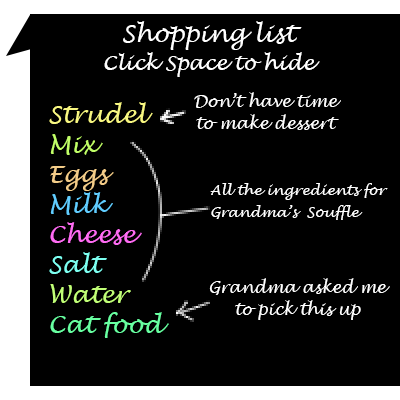 Shopping list
Click Space to hide
Strudel
Don't have time
to make dessert
Mix
Eggs
Milk
Cheese
Salt
Water
All the ingredients for
Grandma's Souffle
Cat food
Grandma asked me
to pick this up